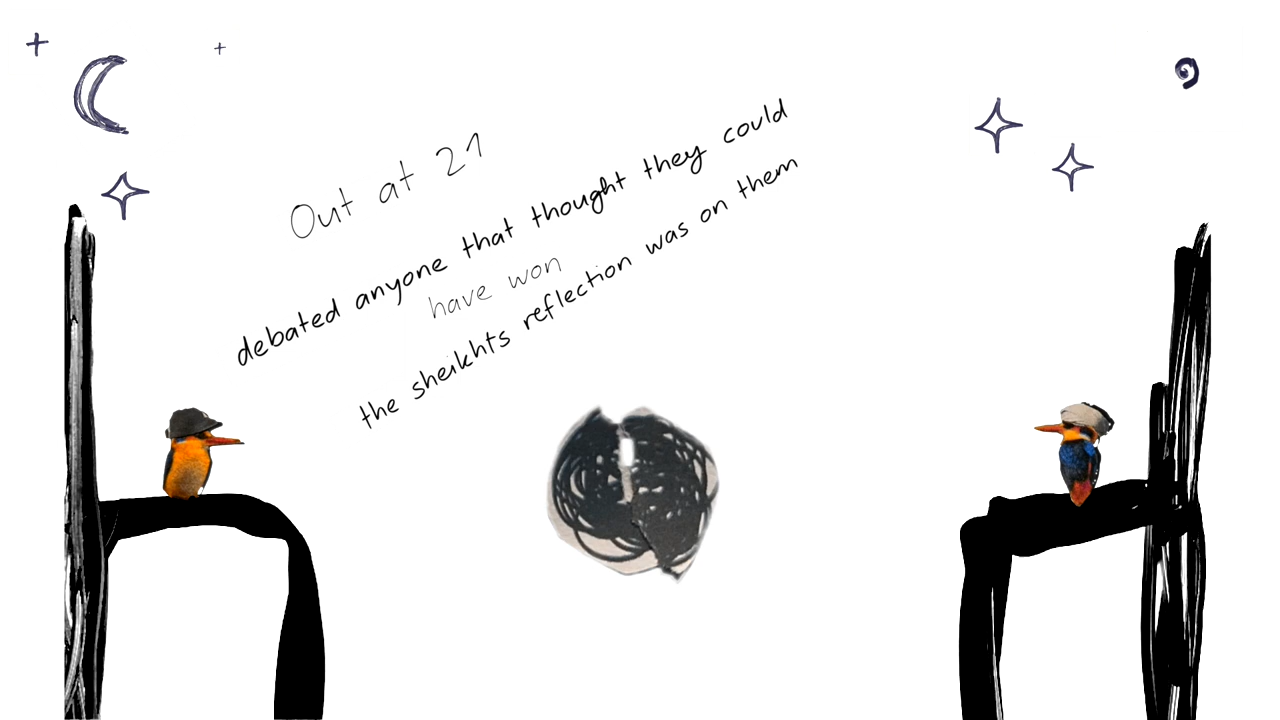 Out at 21
debated anyone that thought they could
have won
the sheikhts reflection was on them